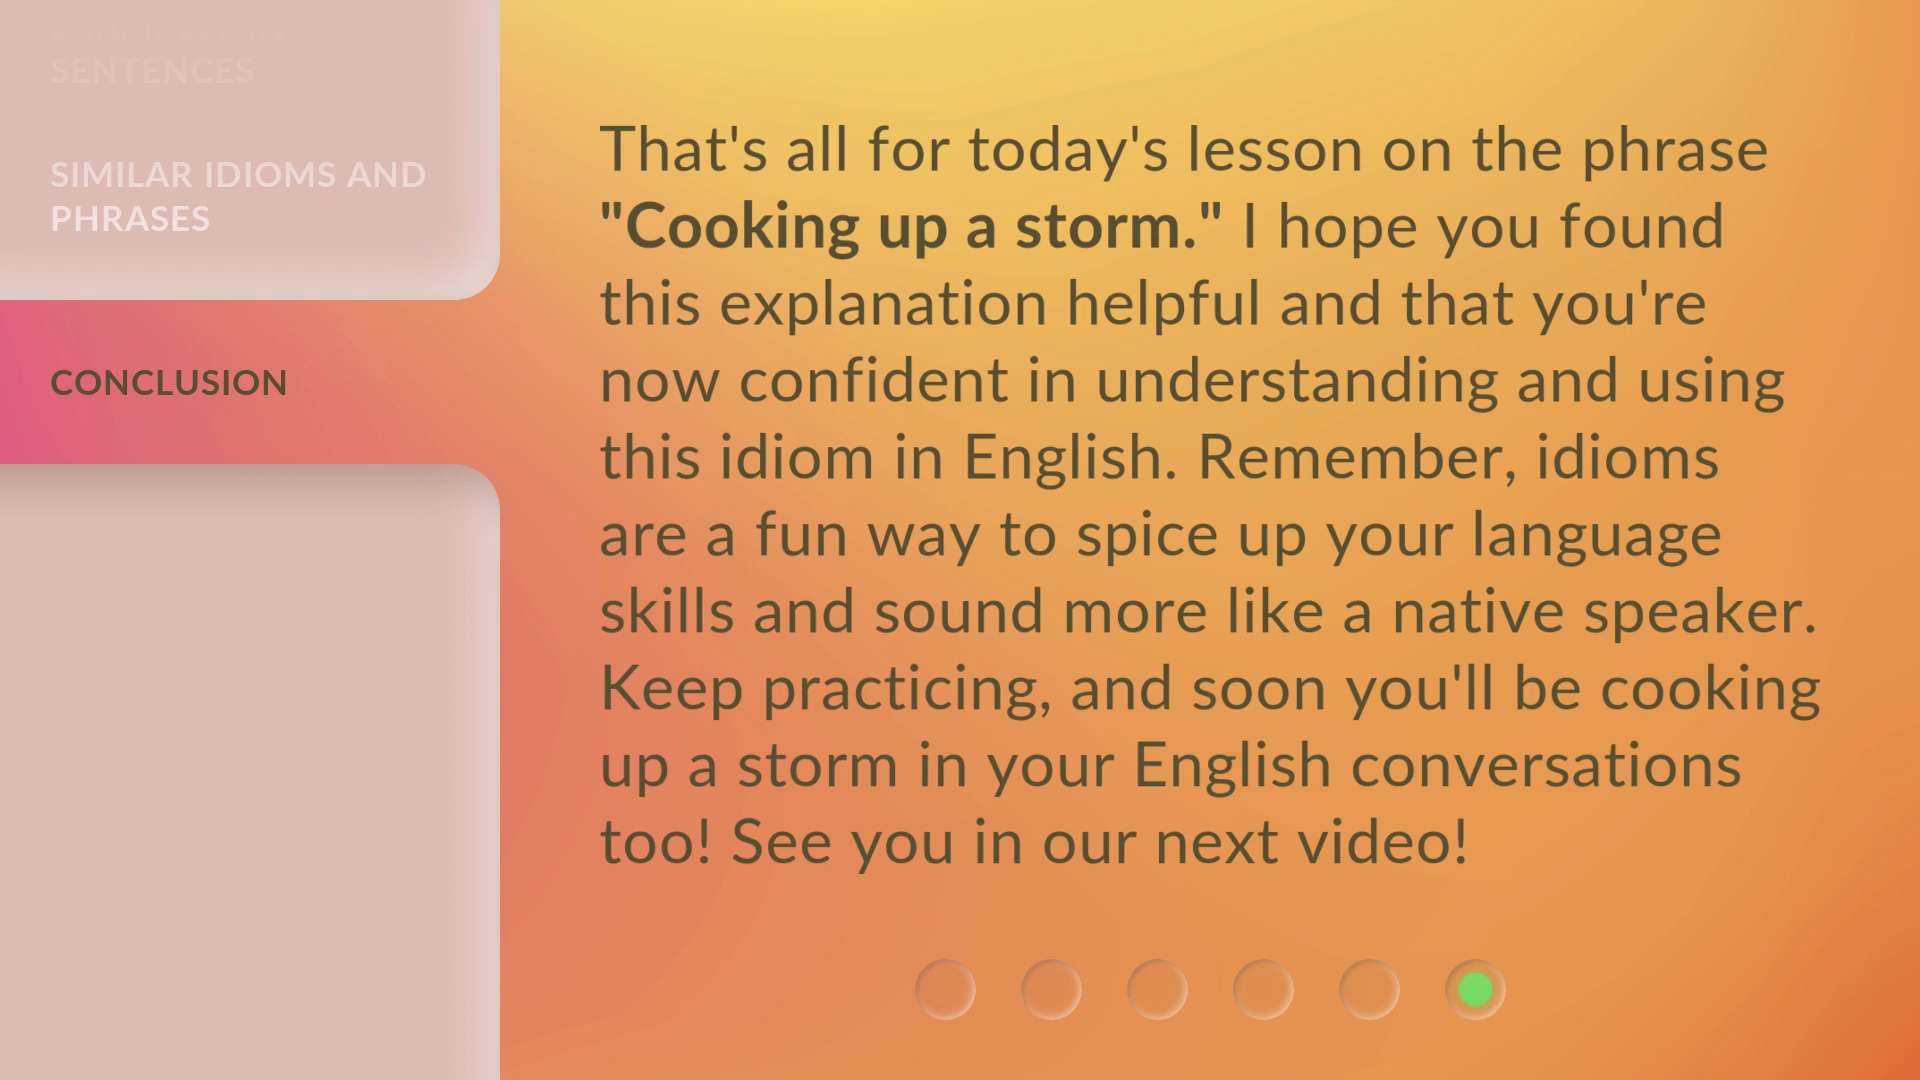 EXAMPLES IN
SENTENCES
SIMILAR IDIOMS AND
PHRASES
CONCLUSION
That's all for today's lesson on the phrase
"Cooking up a storm." I hope you found
this explanation helpful and that you're
now confident in understanding and using
this idiom in English. Remember, idioms
are a fun way to spice up your language
skills and sound more like a native speaker.
Keep practicing, and soon you'll be cooking
up a storm in your English conversations
too! See you in our next video!